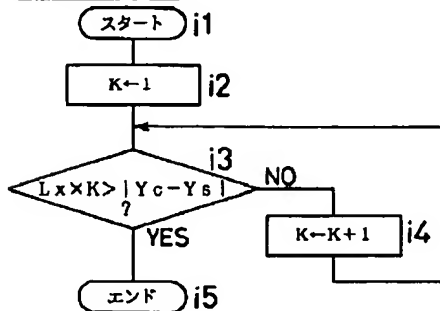 スタート i1
K←1 i2
i3
Lx×K>|Yc-Ys|
?
NO
YES
K←K+1 i4
エンド i5